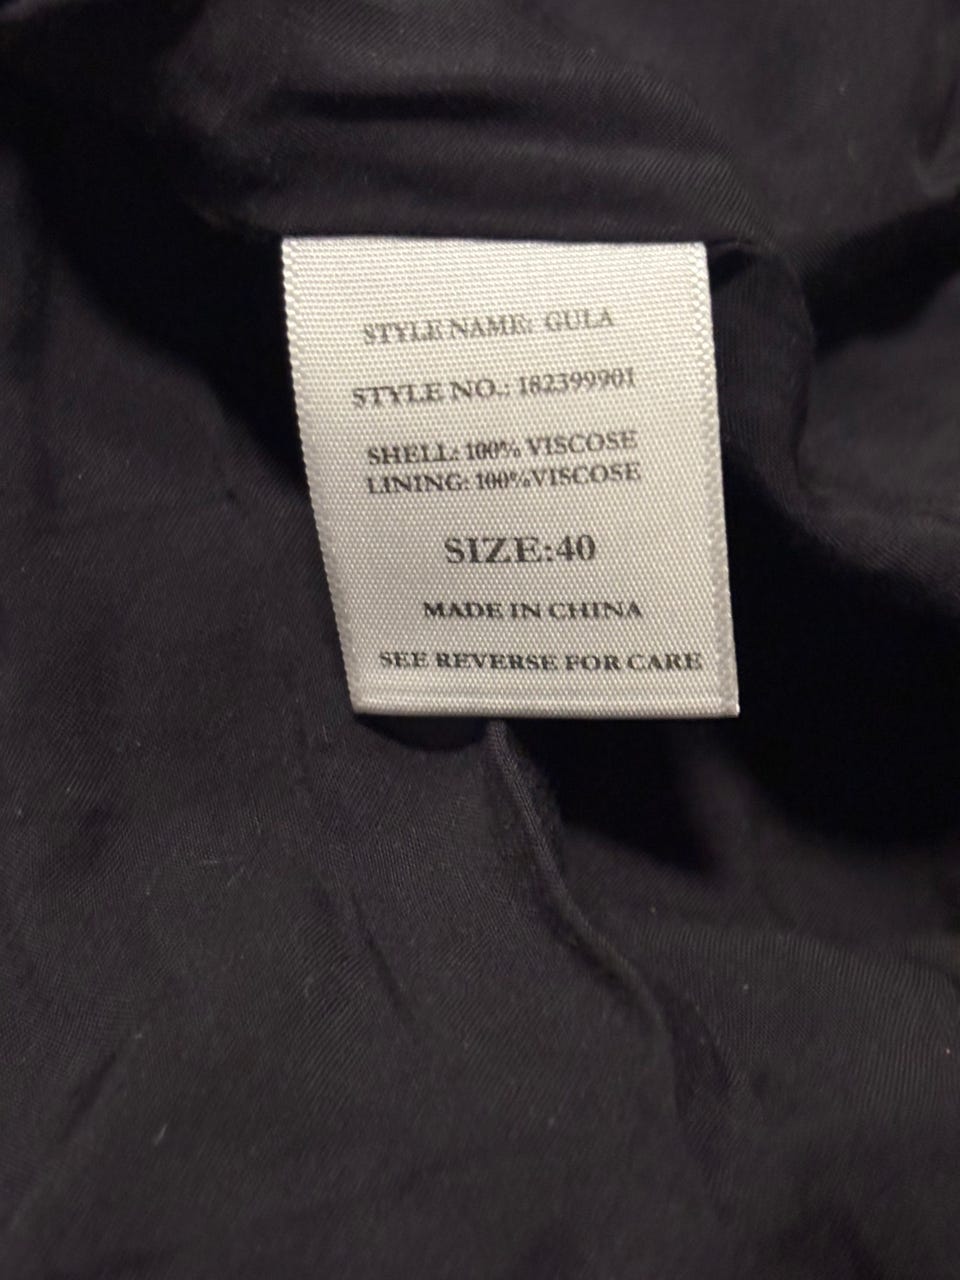 STYLE NAME: GULA
STYLE NO.: 182399901
SHELL: 100% VISCOSE
LINING: 100%VISCOSE
SIZE:40
MADE IN CHINA
SEE REVERSE FOR CARE